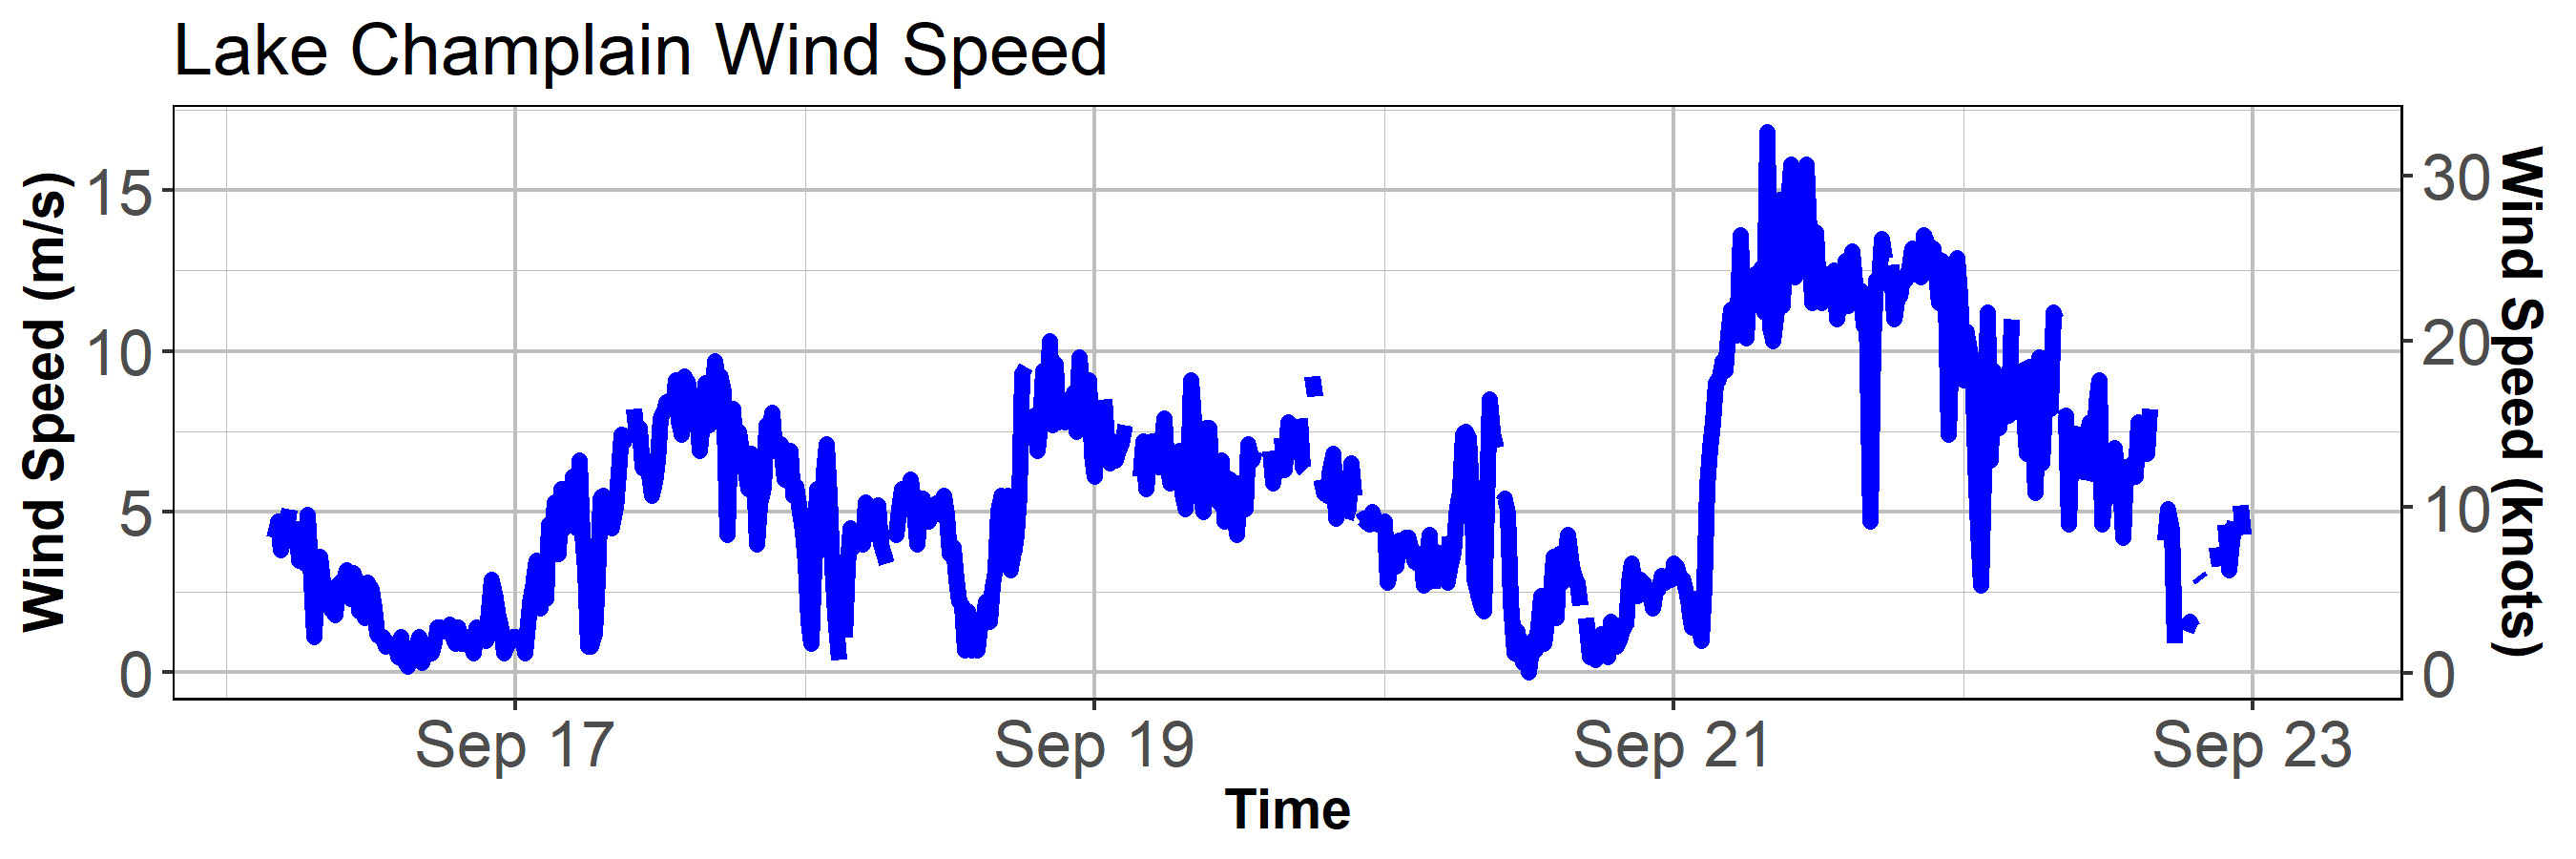 Lake Champlain Wind Speed
Wind Speed (m/s)
15
10
5
0
30
20
10
0
Wind Speed (knots)
Sep 17 Sep 19 Sep 21 Sep 23
Time